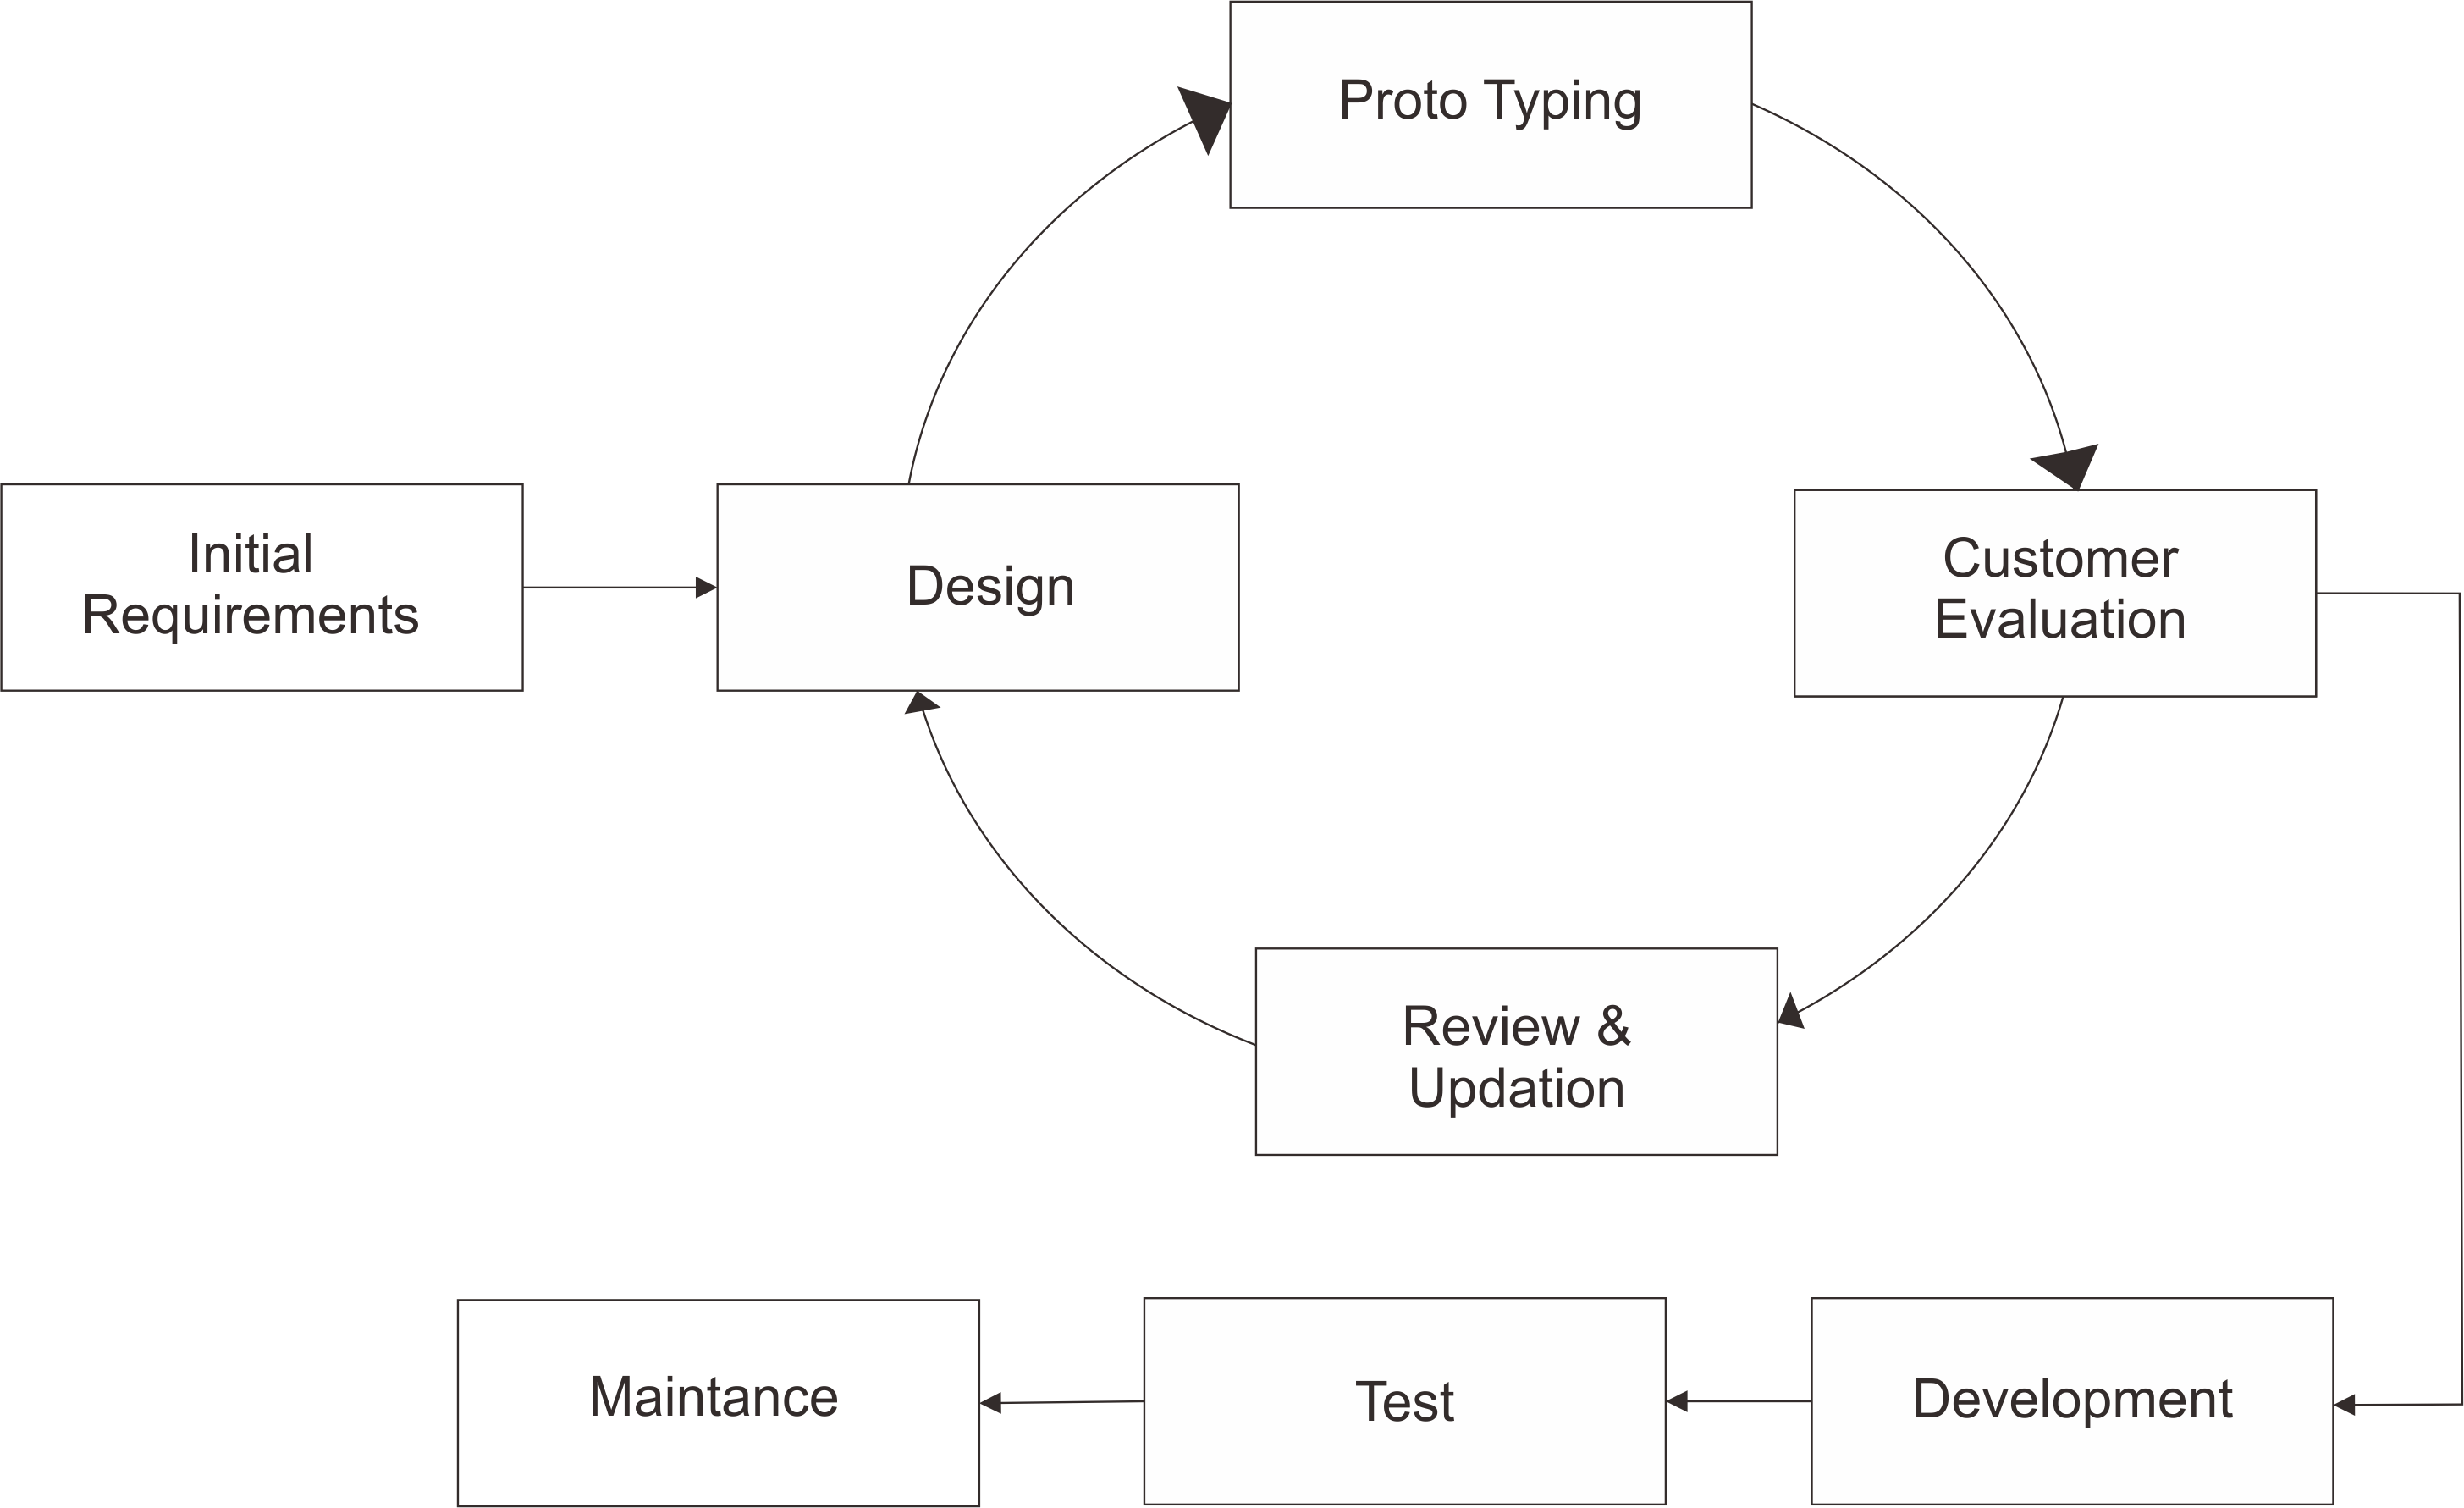 Proto Typing
Initial
Requirements
Design
Customer
Evaluation
Review &
Updation
Maintance
Test
Development